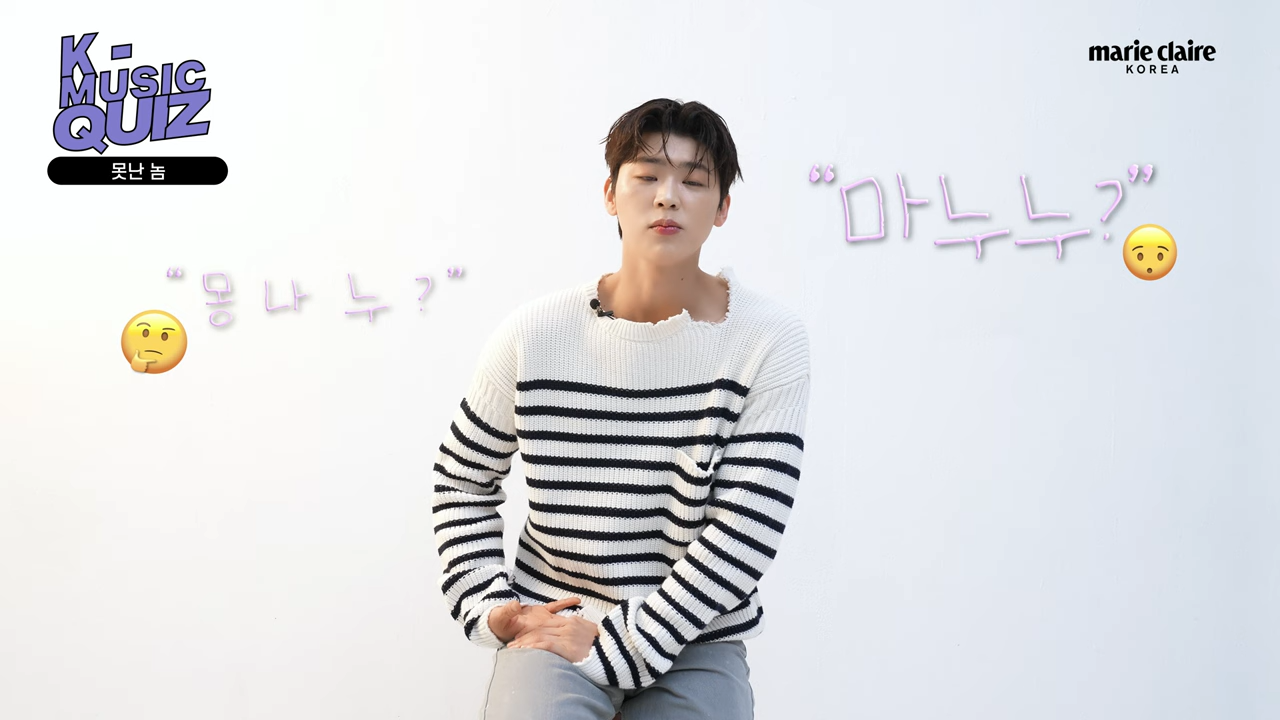 K-
MUSIC
QUIZ
못난 놈
marie claire
KOREA
“마누누?”
“몽 나 누?”